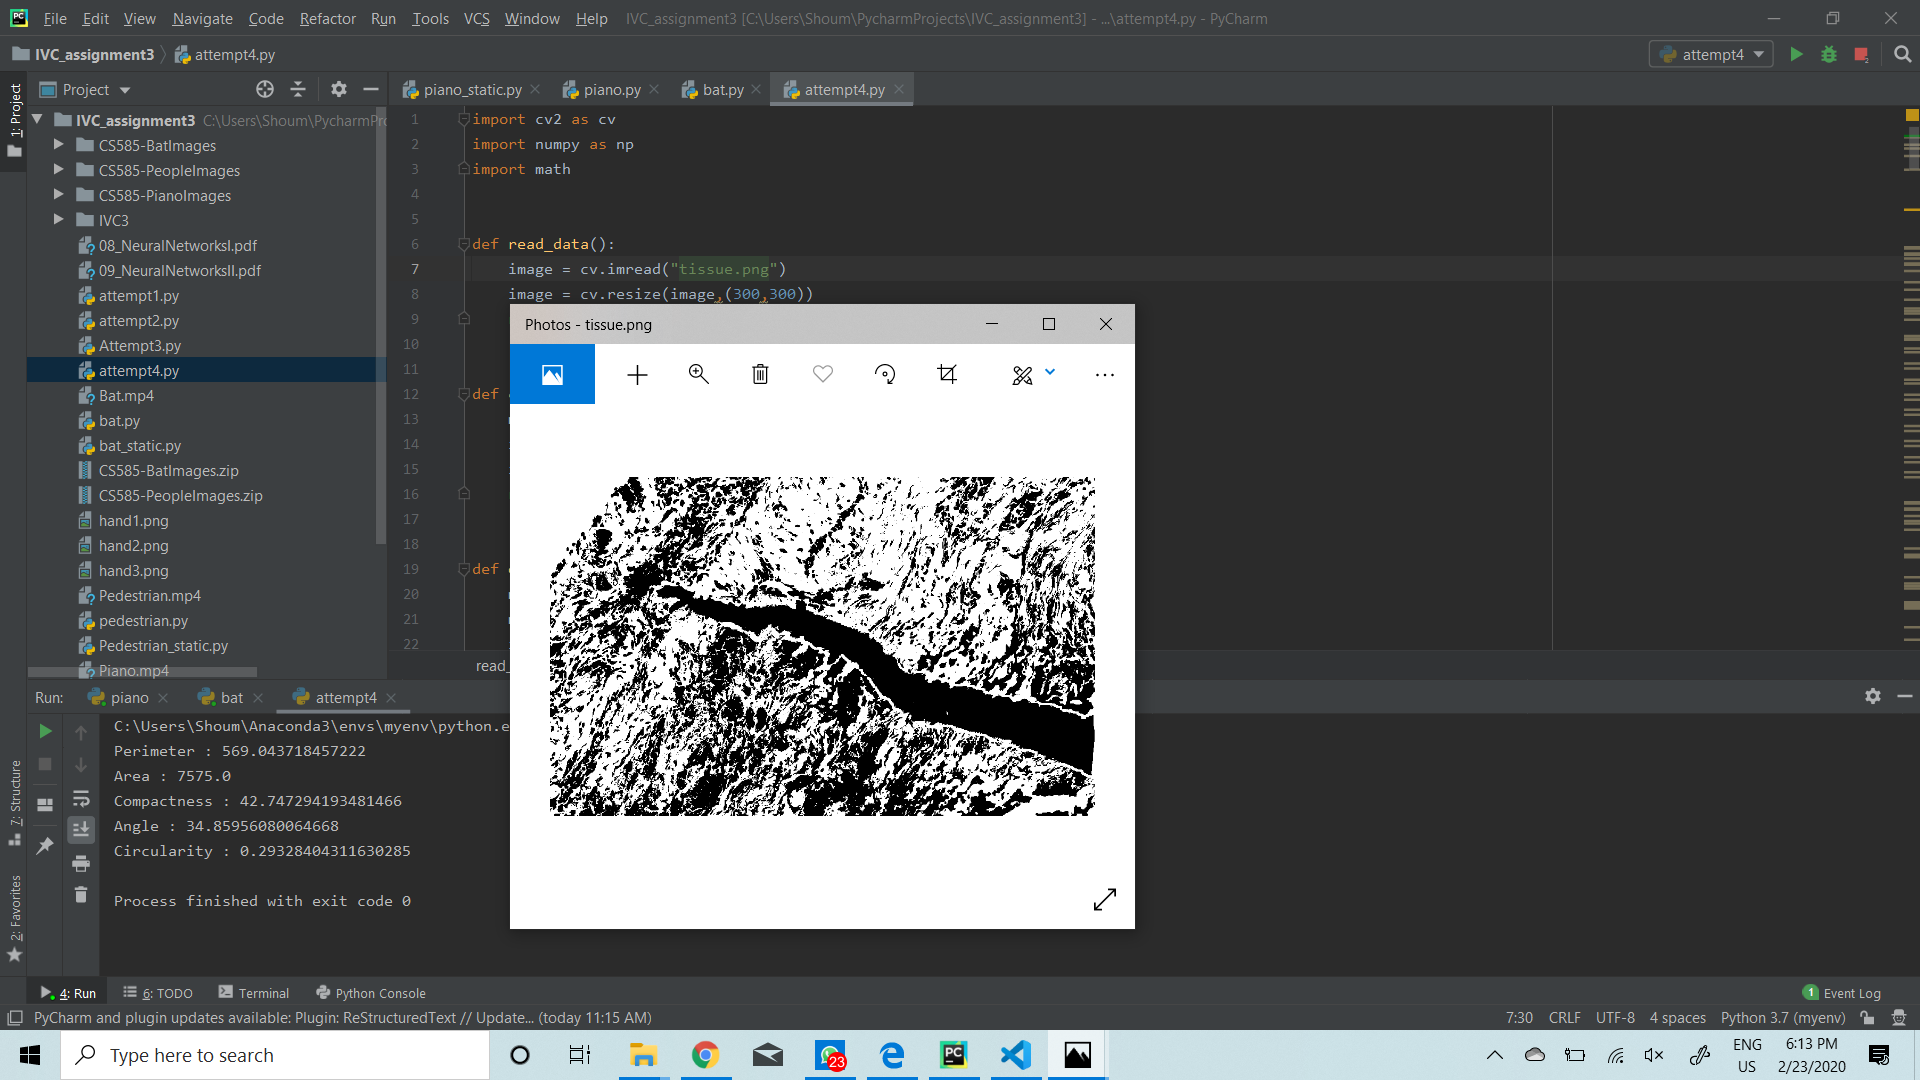 File Edit View Navigate Code Refactor Run Tools VCS Window Help IVC_assignment3 [C:\Users\Shoum\PycharmProjects\IVC_assignment3] - ...\attempt4.py - PyCharm
IVC_assignment3 attempt4.py
attempt4
Project
piano_static.py piano.py bat.py attempt4.py
1: Project
IVC_assignment3 C:\Users\Shoum\PycharmPr
CS585-BatImages
CS585-PeopleImages
CS585-PianoImages
IVC3
08_NeuralNetworksI.pdf
09_NeuralNetworksII.pdf
attempt1.py
attempt2.py
Attempt3.py
attempt4.py
Bat.mp4
bat.py
bat_static.py
CS585-BatImages.zip
CS585-PeopleImages.zip
hand1.png
hand2.png
hand3.png
Pedestrian.mp4
pedestrian.py
Pedestrian_static.py
Piano.mp4
1 import cv2 as cv
2 import numpy as np
3 import math
4
5
6 def read_data():
7 image = cv.imread("tissue.png")
8 image = cv.resize(image,(300,300))
9
10
11
12 def
13
14
15
16
17
18
19 def
20
21
22
read_
Photos - tissue.png
Run: piano bat attempt4
C:\Users\Shoum\Anaconda3\envs\myenv\python.e
Perimeter : 569.043718457222
Area : 7575.0
Compactness : 42.747294193481466
Angle : 34.85956080064668
Circularity : 0.29328404311630285
Process finished with exit code 0
7: Structure
2: Favorites
4: Run 6: TODO Terminal Python Console
1 Event Log
PyCharm and plugin updates available: Plugin: ReStructuredText // Update... (today 11:15 AM)
7:30 CRLF UTF-8 4 spaces Python 3.7 (myenv)
Type here to search
23
PC
ENG
US
6:13 PM
2/23/2020